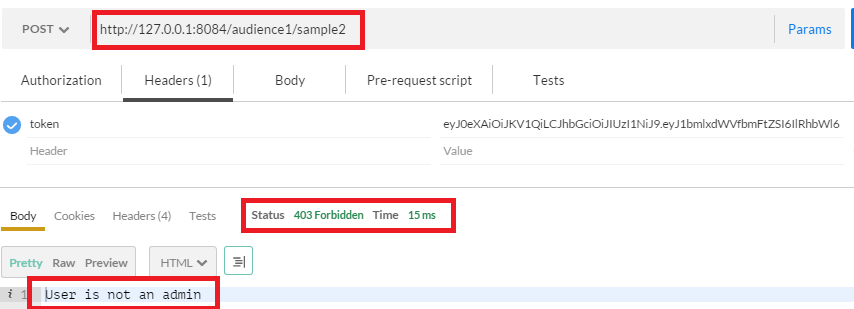 POST http://127.0.0.1:8084/audience1/sample2 Params
Authorization Headers (1) Body Pre-request script Tests
token eyJ0eXAiOiJKV1QiLCJhbGciOiJIUzI1NiJ9.eyJ1bmlxdWVfbmFtZSI6IlRhbWl6
Header Value
Body Cookies Headers (4) Tests Status 403 Forbidden Time 15 ms
Pretty Raw Preview HTML
i 1 User is not an admin